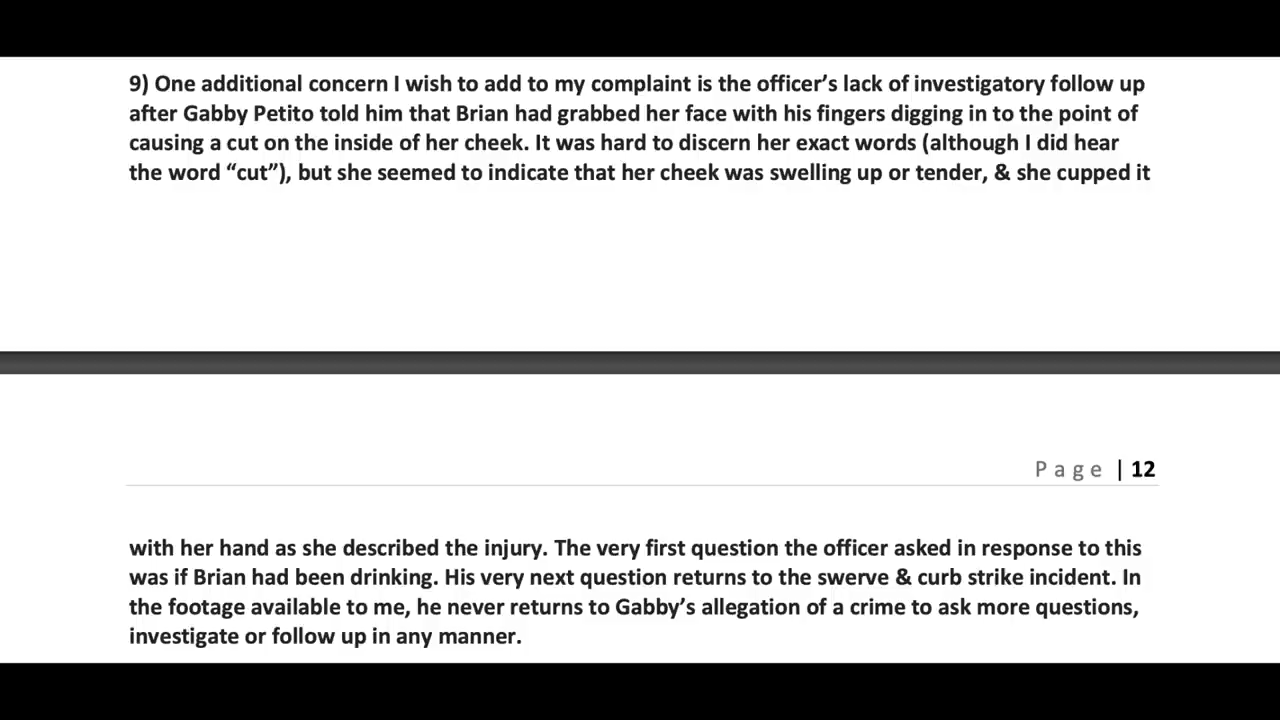 9) One additional concern I wish to add to my complaint is the officer’s lack of investigatory follow up
after Gabby Petito told him that Brian had grabbed her face with his fingers digging in to the point of
causing a cut on the inside of her cheek. It was hard to discern her exact words (although I did hear
the word “cut”), but she seemed to indicate that her cheek was swelling up or tender, & she cupped it
Page | 12
with her hand as she described the injury. The very first question the officer asked in response to this
was if Brian had been drinking. His very next question returns to the swerve & curb strike incident. In
the footage available to me, he never returns to Gabby’s allegation of a crime to ask more questions,
investigate or follow up in any manner.